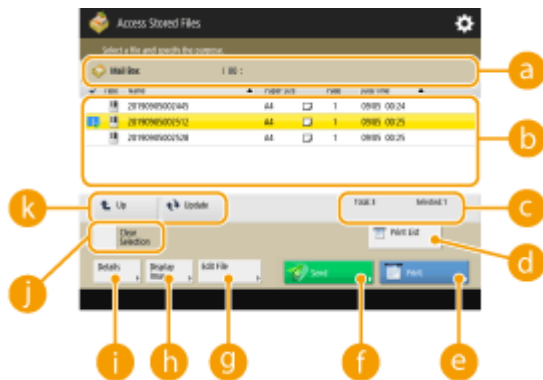 Access Stored Files
Select a file and specify the purpose.
Mail Box 00 :
a
Type Name Paper Size Page Date/Time
20190905002445 A4 1 09/05 00:24
20190905002512 A4 1 09/05 00:25
20190905002528 A4 1 09/05 00:25
b
k
Up
Update
Total: 3 Selected: 1
c
Clear
Selection
Print List
d
j
Details
Display
Edit File
Send
Print
i
h
g
f
e